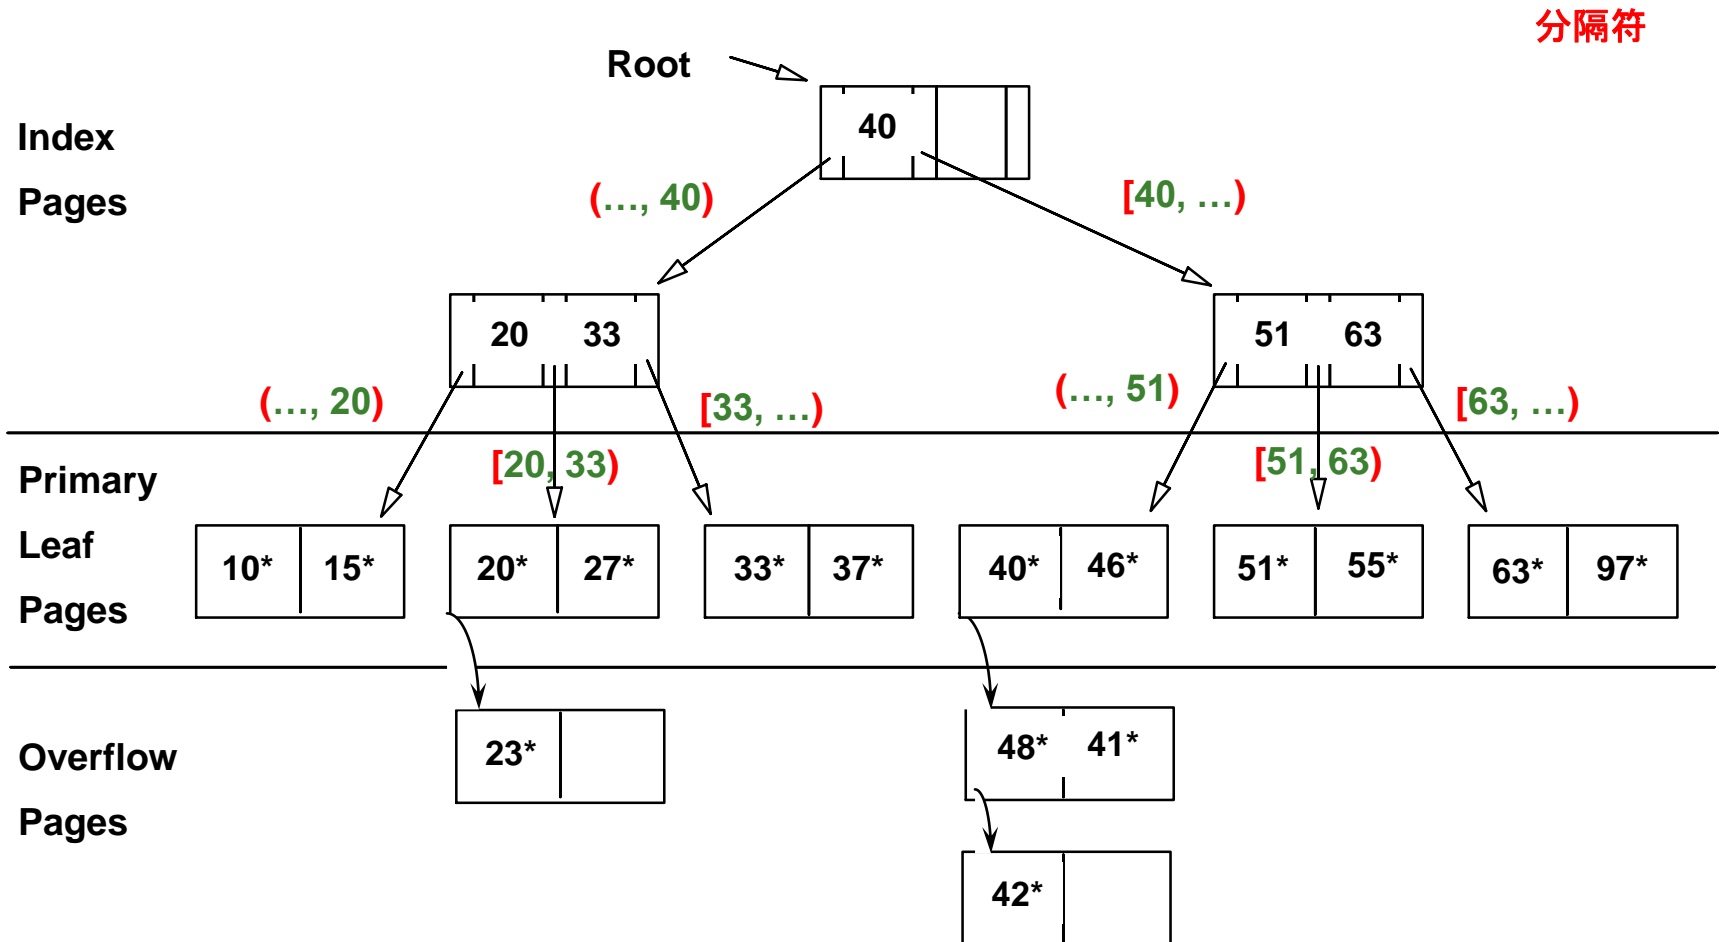 分隔符
Root
40
Index
Pages
(…, 40)
[40, …)
20 33
51 63
(…, 20)
[33, …)
(…, 51)
[63, …)
[20, 33)
[51, 63)
Primary
Leaf
Pages
10* 15*
20* 27*
33* 37*
40* 46*
51* 55*
63* 97*
Overflow
Pages
23*
48* 41*
42*